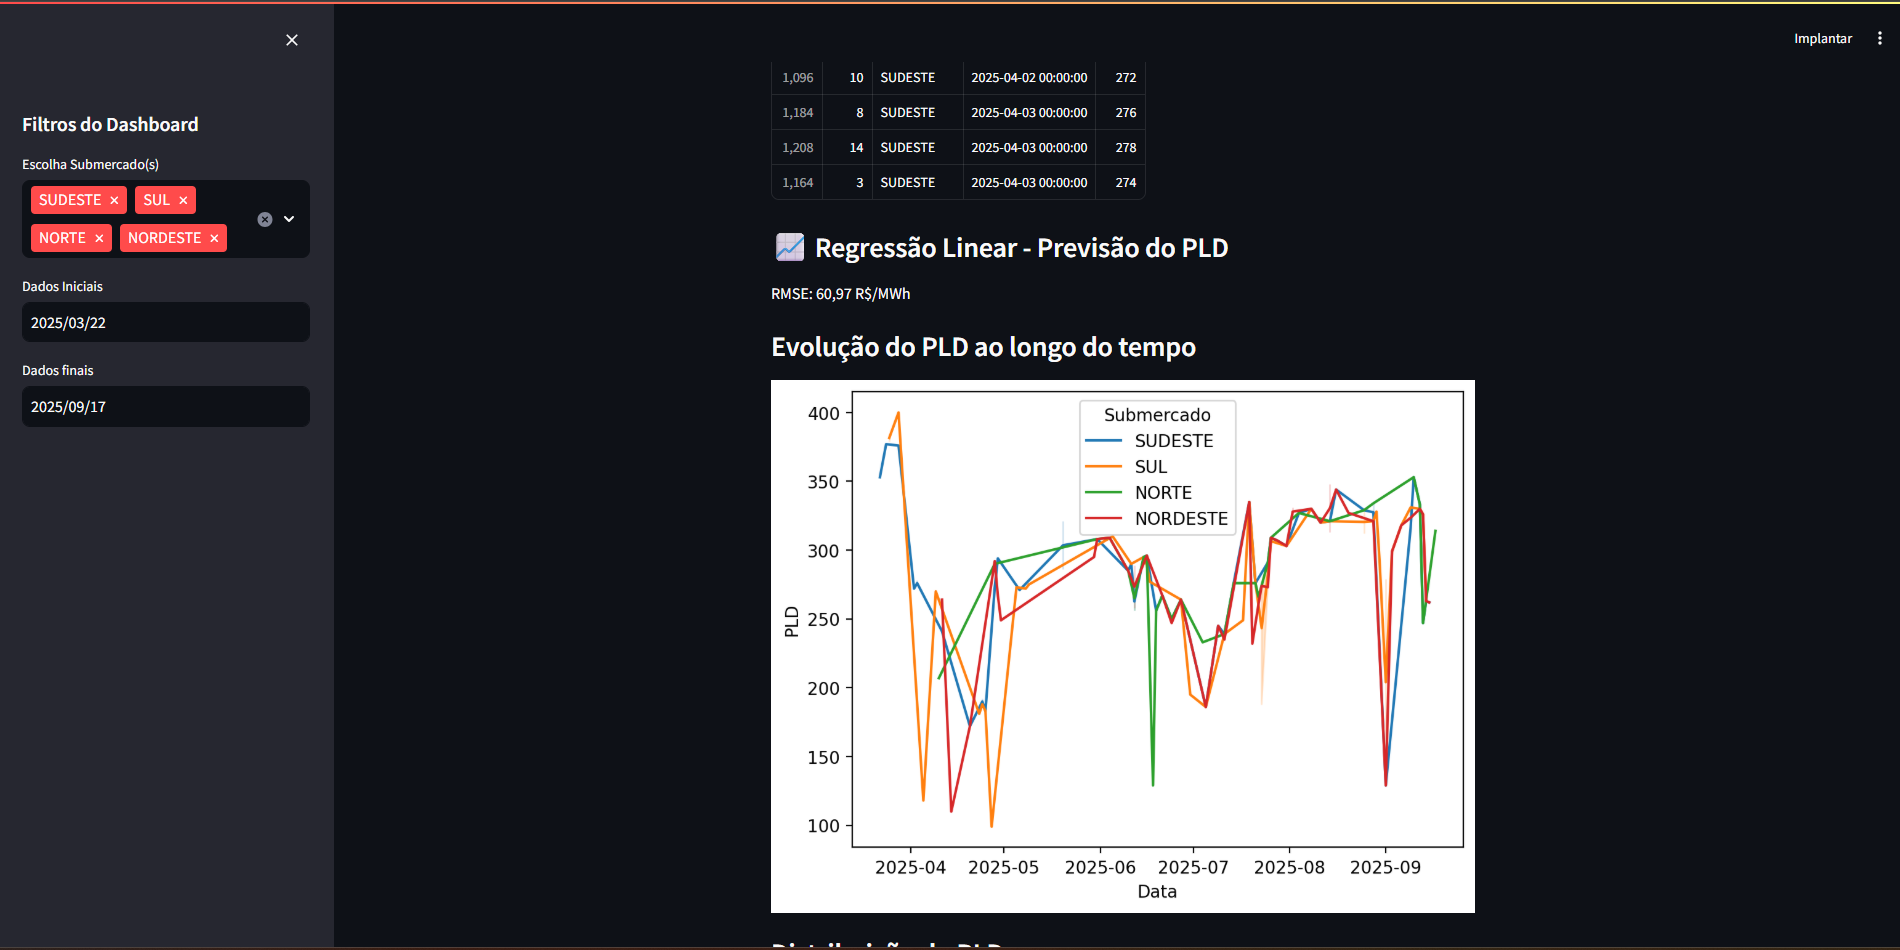 Implantar
Filtros do Dashboard
Escolha Submercado(s)
SUDESTE
SUL
NORTE
NORDESTE
Dados Iniciais
2025/03/22
Dados finais
2025/09/17
1,096 10 SUDESTE 2025-04-02 00:00:00 272
1,184 8 SUDESTE 2025-04-03 00:00:00 276
1,208 14 SUDESTE 2025-04-03 00:00:00 278
1,164 3 SUDESTE 2025-04-03 00:00:00 274
Regressão Linear - Previsão do PLD
RMSE: 60,97 R$/MWh
Evolução do PLD ao longo do tempo
Submercado
SUDESTE
SUL
NORTE
NORDESTE
400
350
300
250
200
150
100
PLD
2025-04 2025-05 2025-06 2025-07 2025-08 2025-09
Data